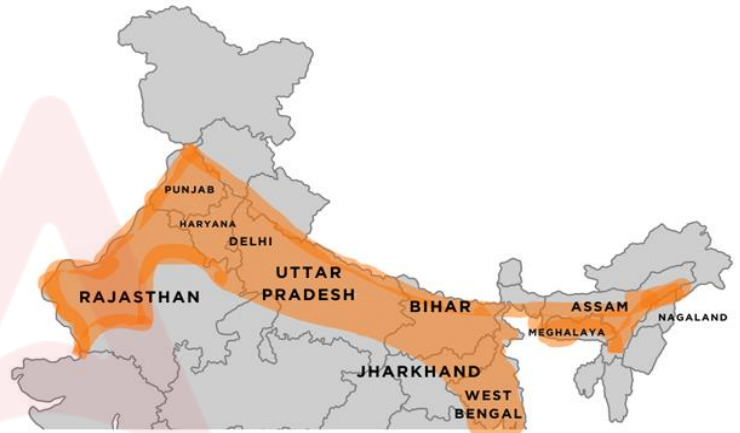 PUNJAB
HARYANA
DELHI
UTTAR
PRADESH
RAJASTHAN
BIHAR
ASSAM
NAGALAND
MEGHALAYA
JHARKHAND
WEST
BENGAL